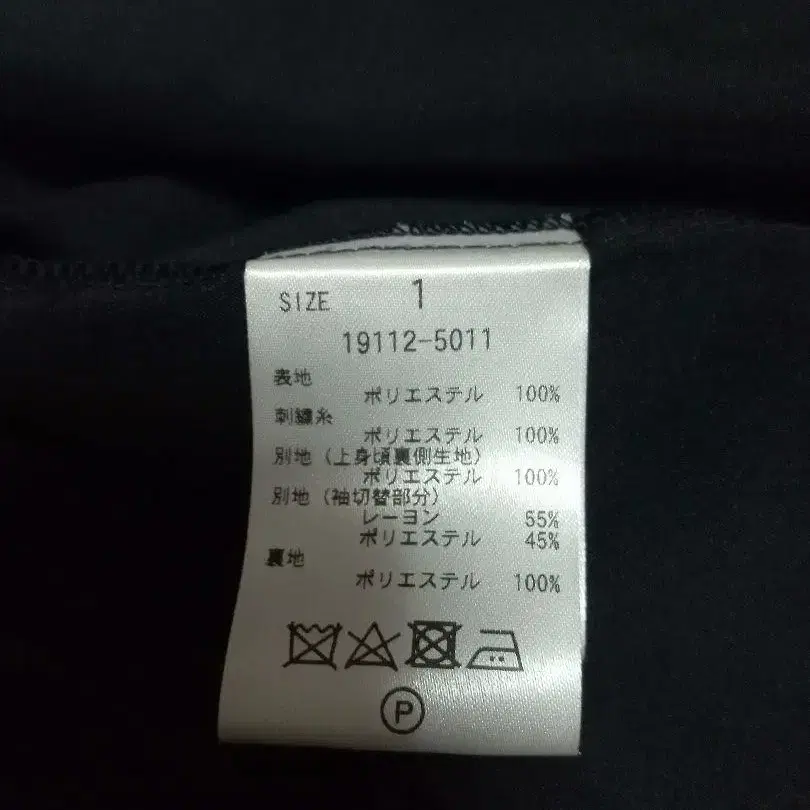 SIZE 1
19112-5011
表地
ポリエステル 100%
刺繍糸
ポリエステル 100%
別地(上身頃裏側生地)
ポリエステル 100%
別地(袖切替部分)
レーヨン 55%
ポリエステル 45%
裏地
ポリエステル 100%
P